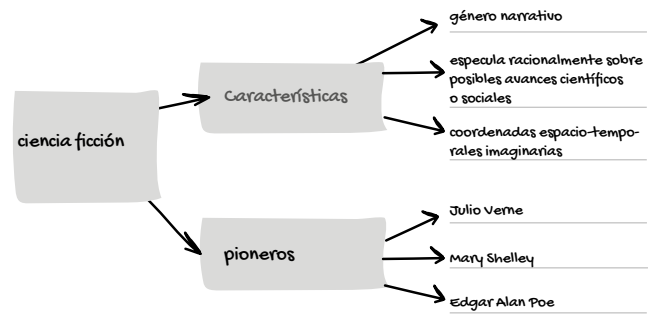 ciencia ficción
Características
género narrativo
especula racionalmente sobre
posibles avances científicos
o sociales
coordenadas espacio-tempo-
rales imaginarias
pioneros
Julio Verne
Mary Shelley
Edgar Alan Poe